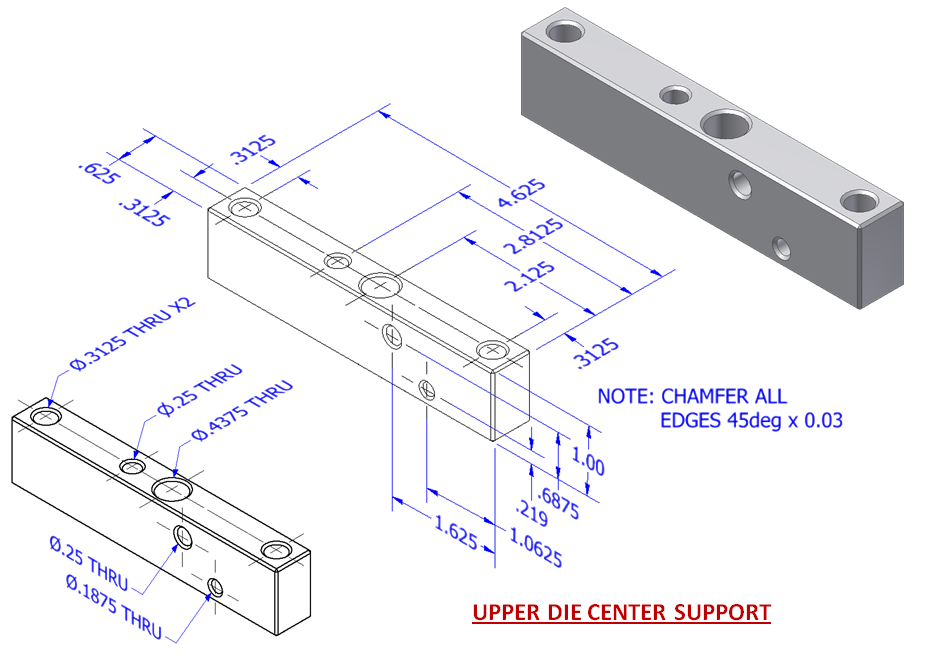 .625
.3125
.3125
4.625
2.8125
2.125
.3125
Ø.3125 THRU X2
Ø.25 THRU
Ø.4375 THRU
NOTE: CHAMFER ALL
EDGES 45deg x 0.03
1.00
.6875
.219
1.625
1.0625
Ø.25 THRU
Ø.1875 THRU
UPPER DIE CENTER SUPPORT